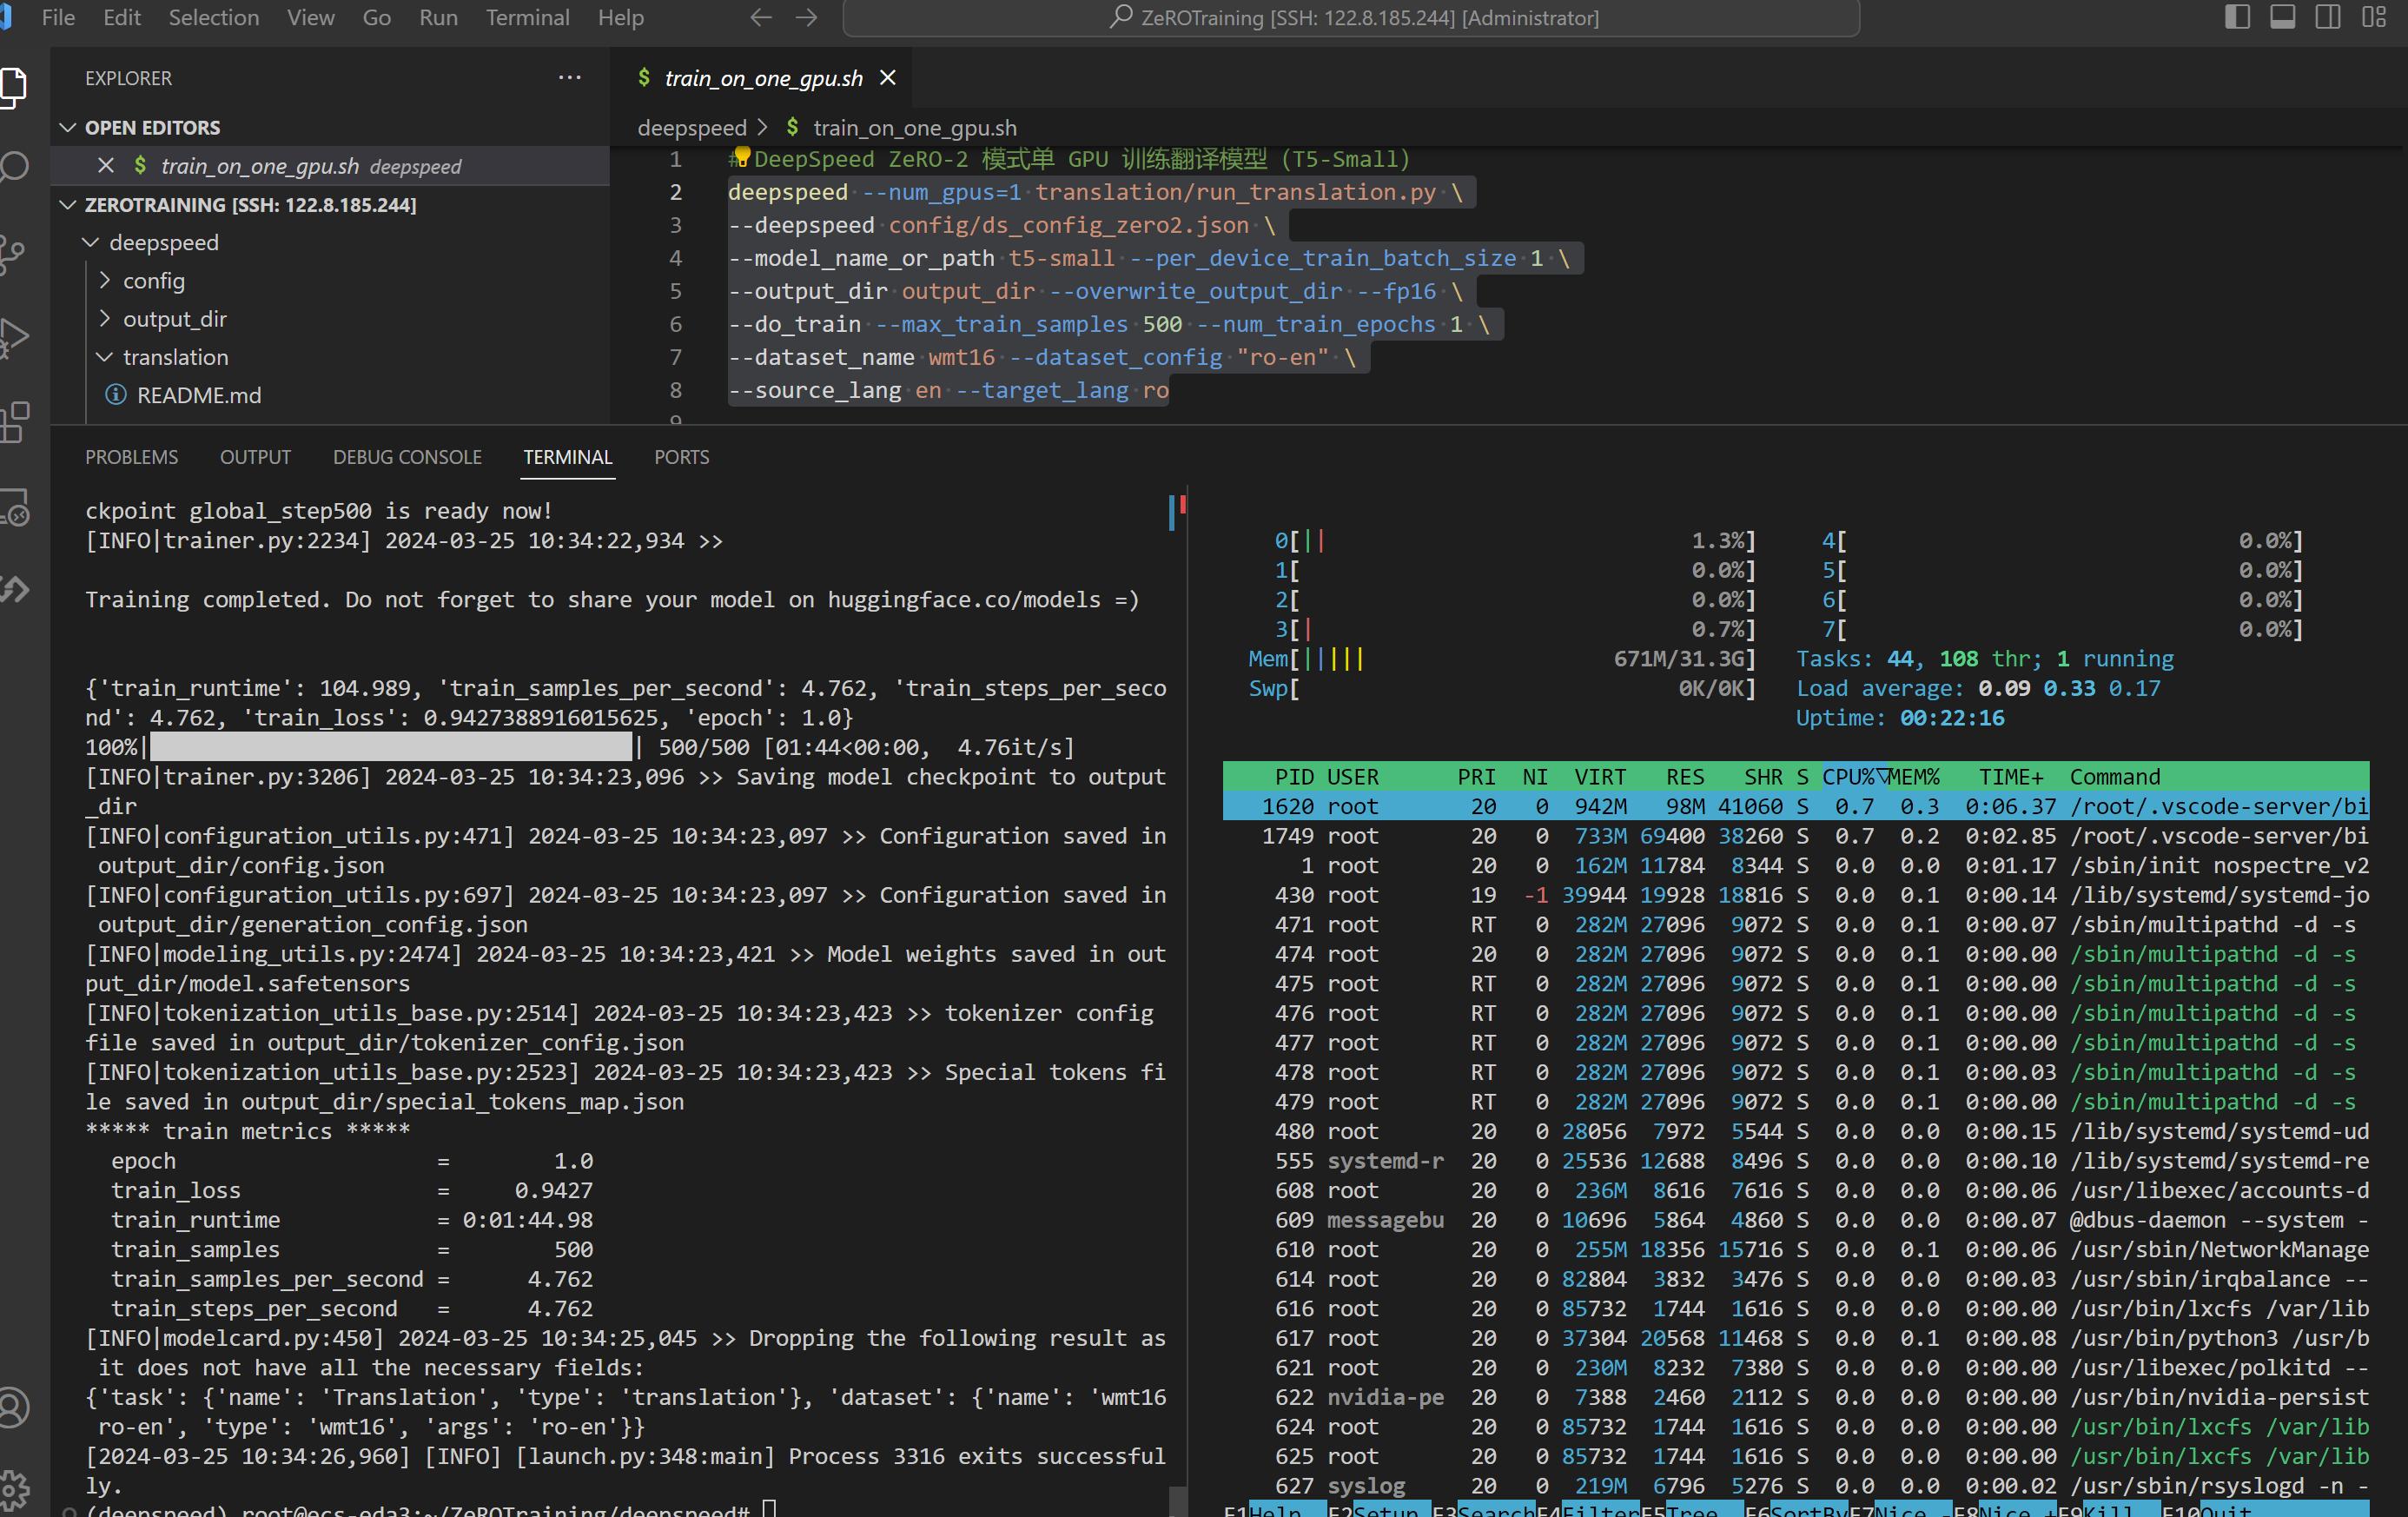 File Edit Selection View Go Run Terminal Help
ZeROTraining [SSH: 122.8.185.244] [Administrator]
EXPLORER
OPEN EDITORS
train_on_one_gpu.sh deepspeed
ZEROTRAINING [SSH: 122.8.185.244]
deepspeed
config
output_dir
translation
README.md
$ train_on_one_gpu.sh
deepspeed > $ train_on_one_gpu.sh
1 # DeepSpeed ZeRO-2 模式单 GPU 训练翻译模型 (T5-Small)
2 deepspeed --num_gpus=1 translation/run_translation.py \
3 --deepspeed config/ds_config_zero2.json \
4 --model_name_or_path t5-small --per_device_train_batch_size 1 \
5 --output_dir output_dir --overwrite_output_dir --fp16 \
6 --do_train --max_train_samples 500 --num_train_epochs 1 \
7 --dataset_name wmt16 --dataset_config "ro-en" \
8 --source_lang en --target_lang ro
9
PROBLEMS OUTPUT DEBUG CONSOLE TERMINAL PORTS
ckpoint global_step500 is ready now!
[INFO|trainer.py:2234] 2024-03-25 10:34:22,934 >>
Training completed. Do not forget to share your model on huggingface.co/models =)
{'train_runtime': 104.989, 'train_samples_per_second': 4.762, 'train_steps_per_seco
nd': 4.762, 'train_loss': 0.9427388916015625, 'epoch': 1.0}
100%| | 500/500 [01:44<00:00, 4.76it/s]
[INFO|trainer.py:3206] 2024-03-25 10:34:23,096 >> Saving model checkpoint to output
_dir
[INFO|configuration_utils.py:471] 2024-03-25 10:34:23,097 >> Configuration saved in
output_dir/config.json
[INFO|configuration_utils.py:697] 2024-03-25 10:34:23,097 >> Configuration saved in
output_dir/generation_config.json
[INFO|modeling_utils.py:2474] 2024-03-25 10:34:23,421 >> Model weights saved in out
put_dir/model.safetensors
[INFO|tokenization_utils_base.py:2514] 2024-03-25 10:34:23,423 >> tokenizer config
file saved in output_dir/tokenizer_config.json
[INFO|tokenization_utils_base.py:2523] 2024-03-25 10:34:23,423 >> Special tokens fi
le saved in output_dir/special_tokens_map.json
***** train metrics *****
epoch = 1.0
train_loss = 0.9427
train_runtime = 0:01:44.98
train_samples = 500
train_samples_per_second = 4.762
train_steps_per_second = 4.762
[INFO|modelcard.py:450] 2024-03-25 10:34:25,045 >> Dropping the following result as
it does not have all the necessary fields:
{'task': {'name': 'Translation', 'type': 'translation'}, 'dataset': {'name': 'wmt16
ro-en', 'type': 'wmt16', 'args': 'ro-en'}}
[2024-03-25 10:34:26,960] [INFO] [launch.py:348:main] Process 3316 exits successful
ly.
(deepspeed) root@ecs-eda3:~/ZeROTraining/deepspeed#
0[|| 1.3%] 4[ 0.0%]
1[ 0.0%] 5[ 0.0%]
2[ 0.0%] 6[ 0.0%]
3[| 0.7%] 7[ 0.0%]
Mem[||||| 671M/31.3G] Tasks: 44, 108 thr; 1 running
Swp[ 0K/0K] Load average: 0.09 0.33 0.17
Uptime: 00:22:16
PID USER PRI NI VIRT RES SHR S CPU%▽MEM% TIME+ Command
1620 root 20 0 942M 98M 41060 S 0.7 0.3 0:06.37 /root/.vscode-server/bi
1749 root 20 0 733M 69400 38260 S 0.7 0.2 0:02.85 /root/.vscode-server/bi
1 root 20 0 162M 11784 8344 S 0.0 0.0 0:01.17 /sbin/init nospectre_v2
430 root 19 -1 39944 19928 18816 S 0.0 0.1 0:00.14 /lib/systemd/systemd-jo
471 root RT 0 282M 27096 9072 S 0.0 0.1 0:00.07 /sbin/multipathd -d -s
474 root 20 0 282M 27096 9072 S 0.0 0.1 0:00.00 /sbin/multipathd -d -s
475 root RT 0 282M 27096 9072 S 0.0 0.1 0:00.00 /sbin/multipathd -d -s
476 root RT 0 282M 27096 9072 S 0.0 0.1 0:00.00 /sbin/multipathd -d -s
477 root RT 0 282M 27096 9072 S 0.0 0.1 0:00.00 /sbin/multipathd -d -s
478 root RT 0 282M 27096 9072 S 0.0 0.1 0:00.03 /sbin/multipathd -d -s
479 root RT 0 282M 27096 9072 S 0.0 0.1 0:00.00 /sbin/multipathd -d -s
480 root 20 0 28056 7972 5544 S 0.0 0.0 0:00.15 /lib/systemd/systemd-ud
555 systemd-r 20 0 25536 12688 8496 S 0.0 0.0 0:00.10 /lib/systemd/systemd-re
608 root 20 0 236M 8616 7616 S 0.0 0.0 0:00.06 /usr/libexec/accounts-d
609 messagebu 20 0 10696 5864 4860 S 0.0 0.0 0:00.07 @dbus-daemon --system -
610 root 20 0 255M 18356 15716 S 0.0 0.1 0:00.06 /usr/sbin/NetworkManage
614 root 20 0 82804 3832 3476 S 0.0 0.0 0:00.03 /usr/sbin/irqbalance --
616 root 20 0 85732 1744 1616 S 0.0 0.0 0:00.00 /usr/bin/lxcfs /var/lib
617 root 20 0 37304 20568 11468 S 0.0 0.1 0:00.08 /usr/bin/python3 /usr/b
621 root 20 0 230M 8232 7380 S 0.0 0.0 0:00.00 /usr/libexec/polkitd --
622 nvidia-pe 20 0 7388 2460 2112 S 0.0 0.0 0:00.00 /usr/bin/nvidia-persist
624 root 20 0 85732 1744 1616 S 0.0 0.0 0:00.00 /usr/bin/lxcfs /var/lib
625 root 20 0 85732 1744 1616 S 0.0 0.0 0:00.00 /usr/bin/lxcfs /var/lib
627 syslog 20 0 219M 6796 5276 S 0.0 0.0 0:00.02 /usr/sbin/rsyslogd -n -
F1Help F2Setup F3SearchF4FilterF5Tree F6SortByF7Nice -F8Nice +F9Kill F10Quit